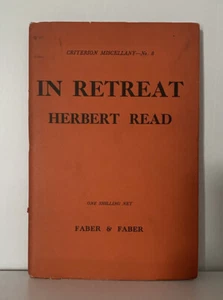 CRITERION MISCELLANY—No. 8
IN RETREAT
HERBERT READ
ONE SHILLING NET
FABER & FABER